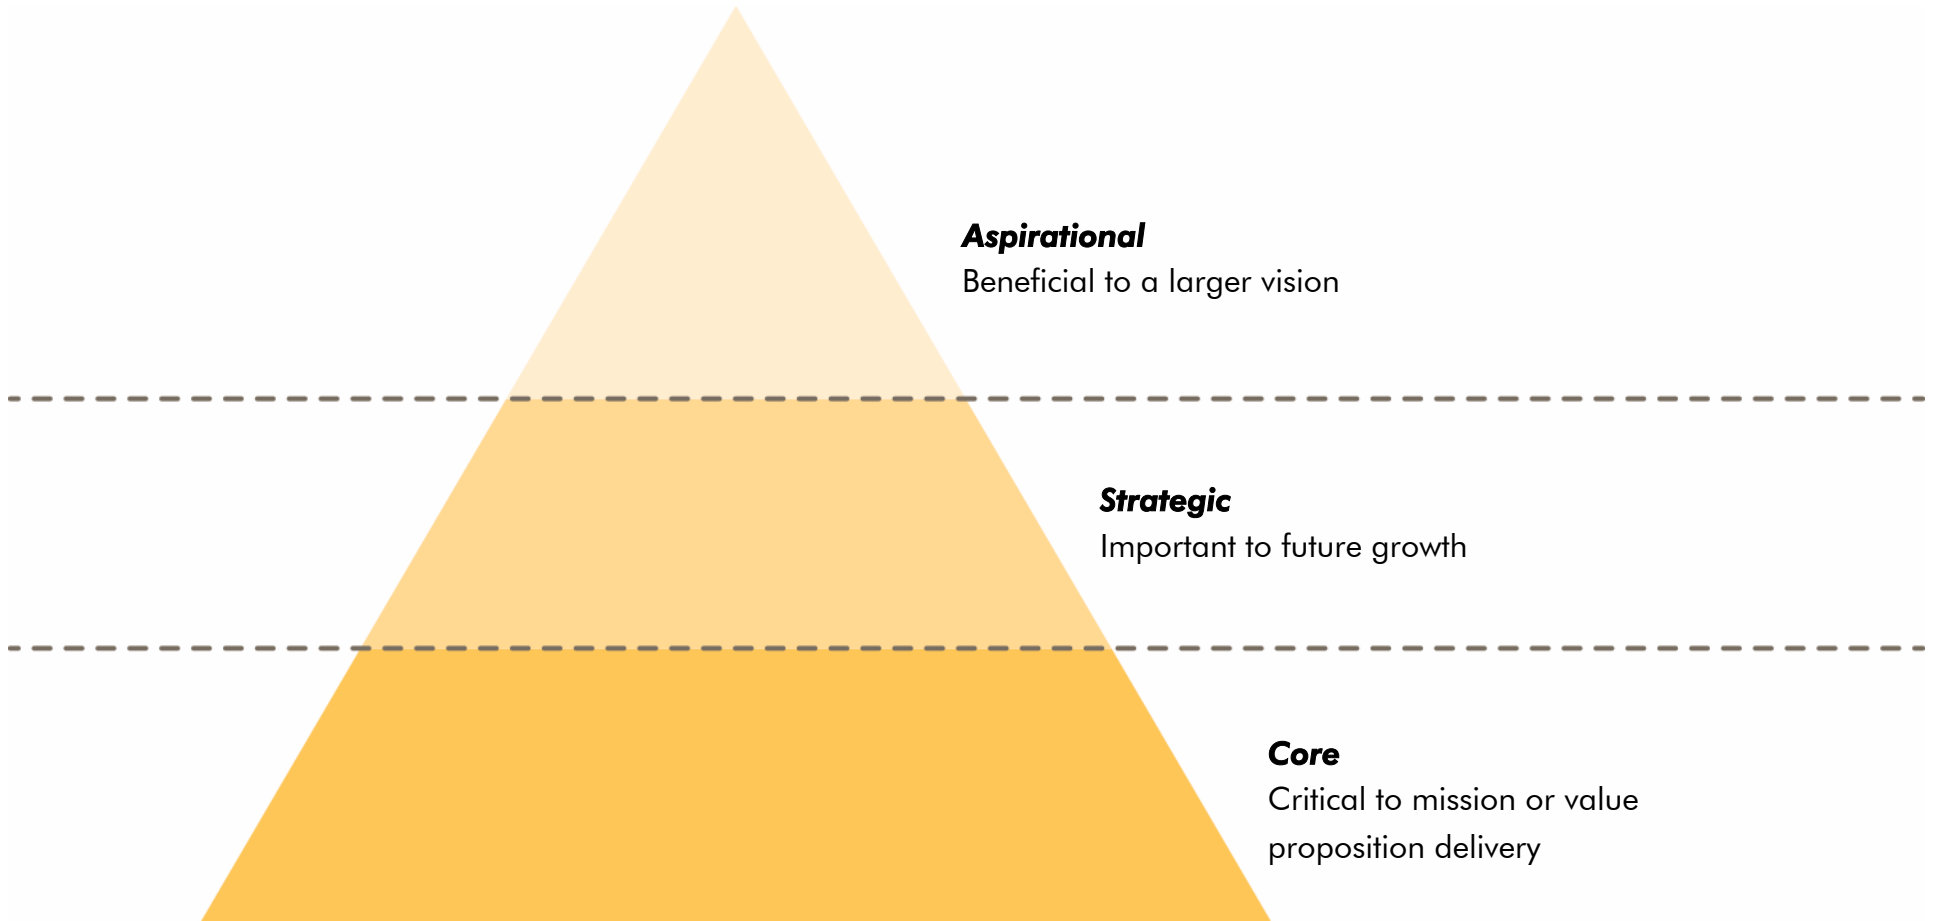 Aspirational
Beneficial to a larger vision
Strategic
Important to future growth
Core
Critical to mission or value
proposition delivery